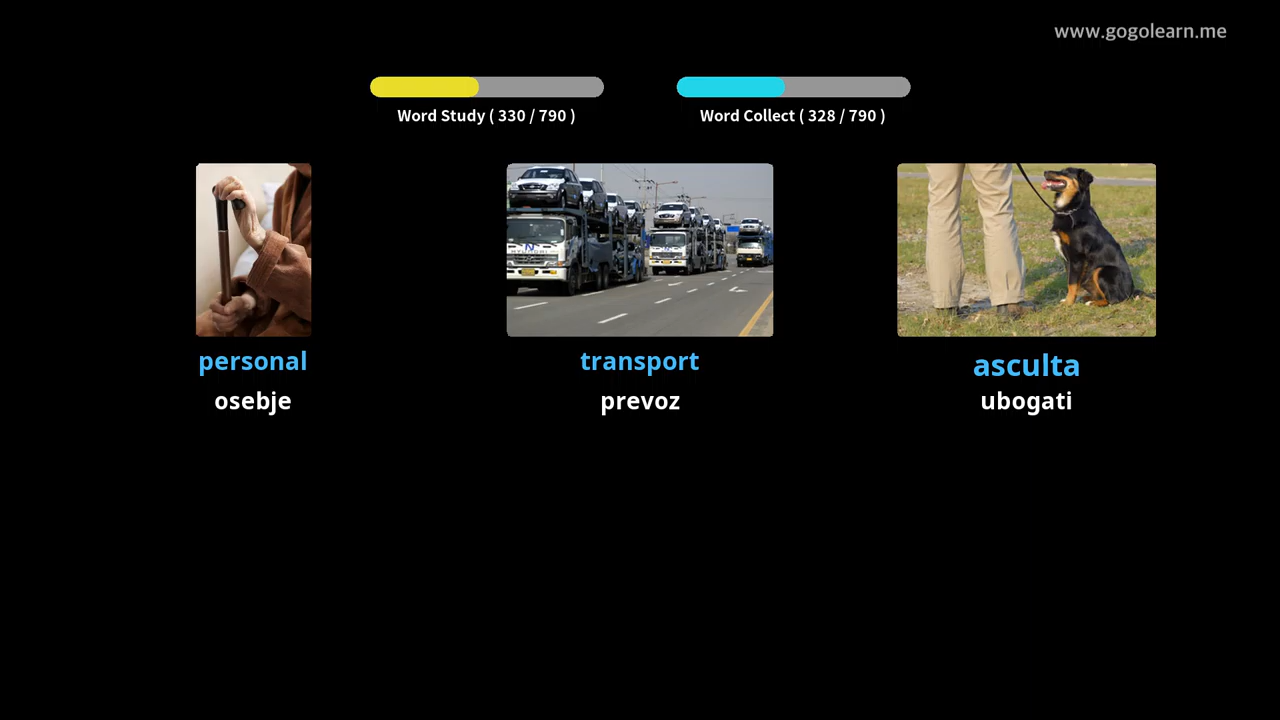 www.gogolearn.me
Word Study ( 330 / 790 )
Word Collect ( 328 / 790 )
personal
transport
asculta
osebje
prevoz
ubogati